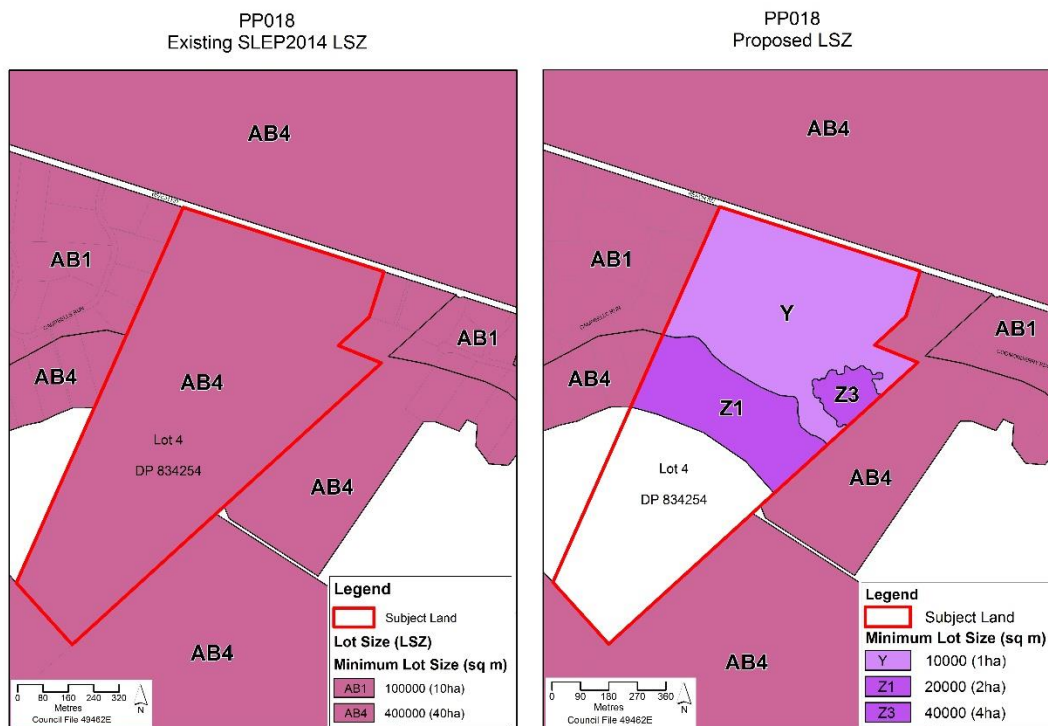 PP018
Existing SLEP2014 LSZ
AB4
AB1
CAMPBELLS RUN
AB4
AB4
AB1
Lot 4
DP 834254
AB4
AB4
Legend
Subject Land
Lot Size (LSZ)
Minimum Lot Size (sq m)
AB1 100000 (10ha)
AB4 400000 (40ha)
0 80 160 240 320
Metres
Council File 49462E
N
PP018
Proposed LSZ
AB4
AB1
CAMPBELLS RUN
Y
AB1
AB4
Z1
Z3
Lot 4
DP 834254
AB4
AB4
Legend
Subject Land
Minimum Lot Size (sq m)
Y 10000 (1ha)
Z1 20000 (2ha)
Z3 40000 (4ha)
0 90 180 270 360
Metres
Council File 49462E
N